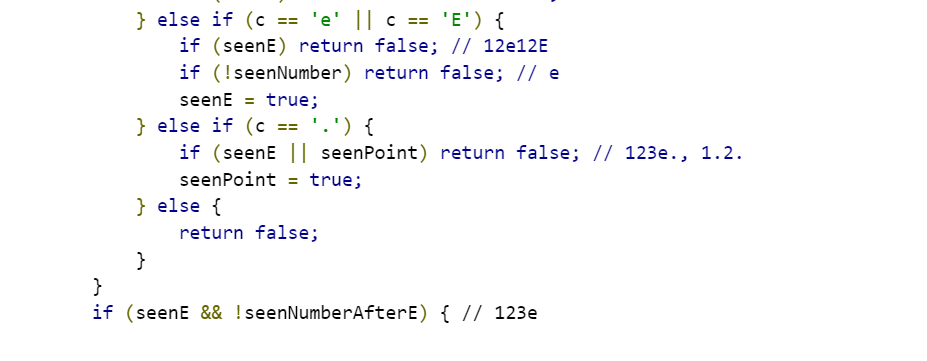 } else if (c == 'e' || c == 'E') {
if (seenE) return false; // 12e12E
if (!seenNumber) return false; // e
seenE = true;
} else if (c == '.') {
if (seenE || seenPoint) return false; // 123e., 1.2.
seenPoint = true;
} else {
return false;
}
}
if (seenE && !seenNumberAfterE) { // 123e